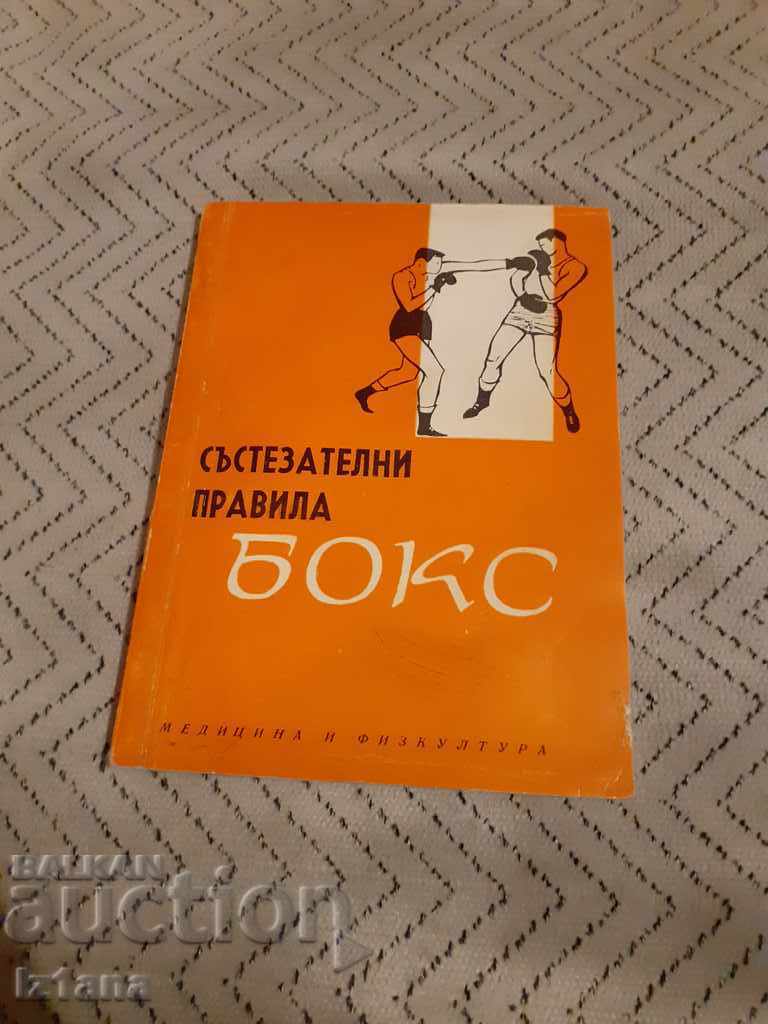 СЪСТЕЗАТЕЛНИ
ПРАВИЛА
БОКС
МЕДИЦИНА И ФИЗКУЛТУРА
BALKAN
auction
Iz1ana